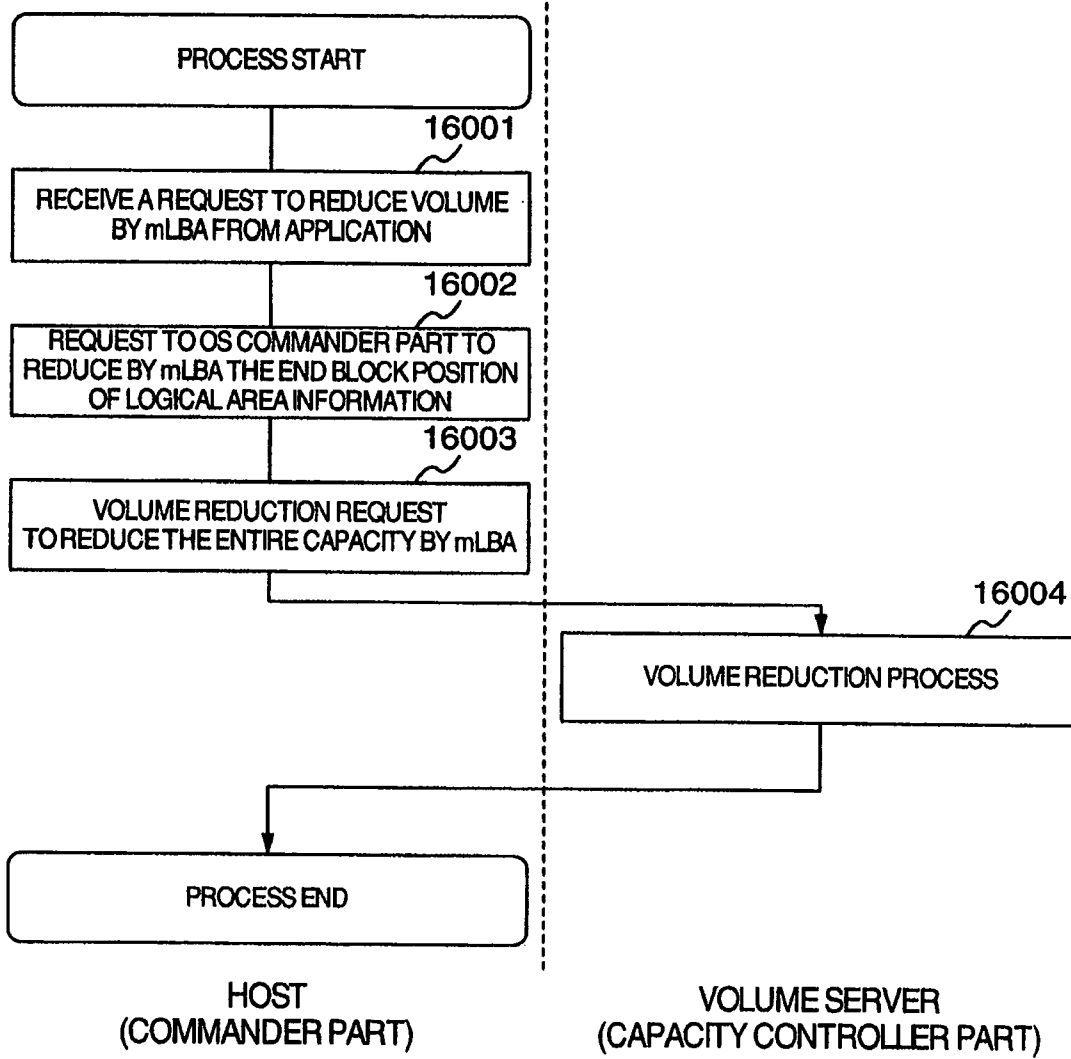 PROCESS START
16001
RECEIVE A REQUEST TO REDUCE VOLUME
BY mLBA FROM APPLICATION
16002
REQUEST TO OS COMMANDER PART TO
REDUCE BY mLBA THE END BLOCK POSITION
OF LOGICAL AREA INFORMATION
16003
VOLUME REDUCTION REQUEST
TO REDUCE THE ENTIRE CAPACITY BY mLBA
16004
VOLUME REDUCTION PROCESS
PROCESS END
HOST
(COMMANDER PART)
VOLUME SERVER
(CAPACITY CONTROLLER PART)